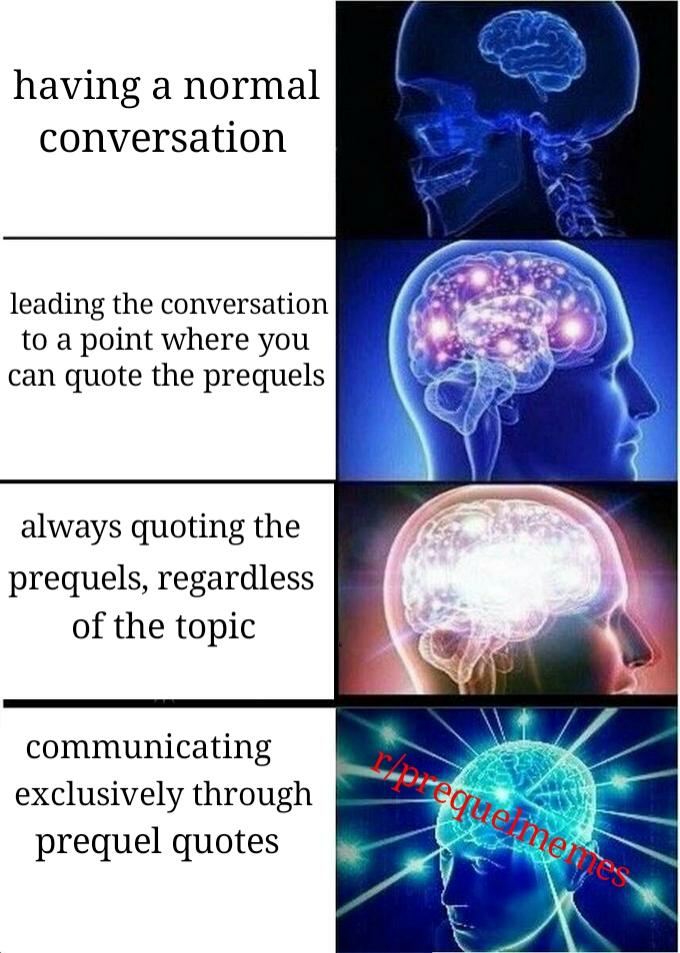 having a normal
conversation
leading the conversation
to a point where you
can quote the prequels
always quoting the
prequels, regardless
of the topic
communicating
exclusively through
prequel quotes
r/prequelmemes